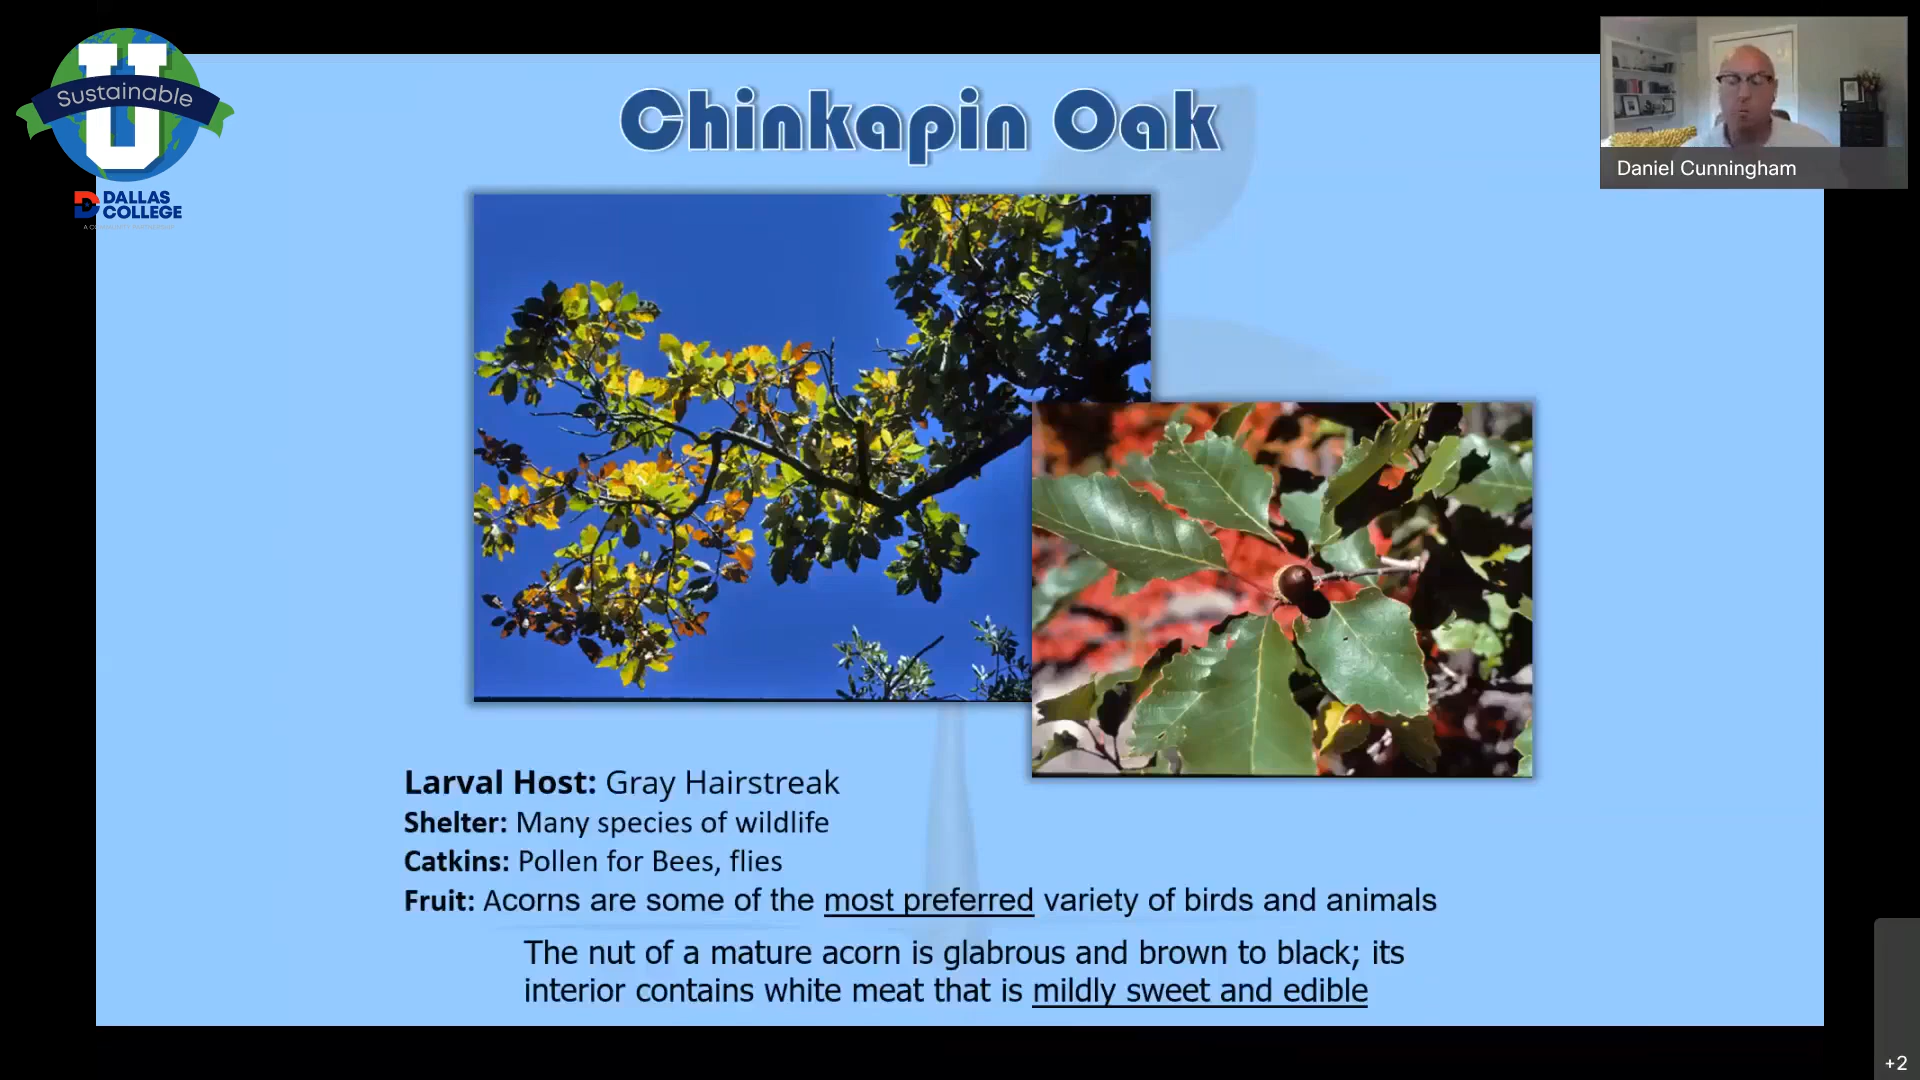 U
Sustainable
DALLAS
COLLEGE
Chinkapin Oak
Daniel Cunningham
Larval Host: Gray Hairstreak
Shelter: Many species of wildlife
Catkins: Pollen for Bees, flies
Fruit: Acorns are some of the most preferred variety of birds and animals
The nut of a mature acorn is glabrous and brown to black; its
interior contains white meat that is mildly sweet and edible
+2